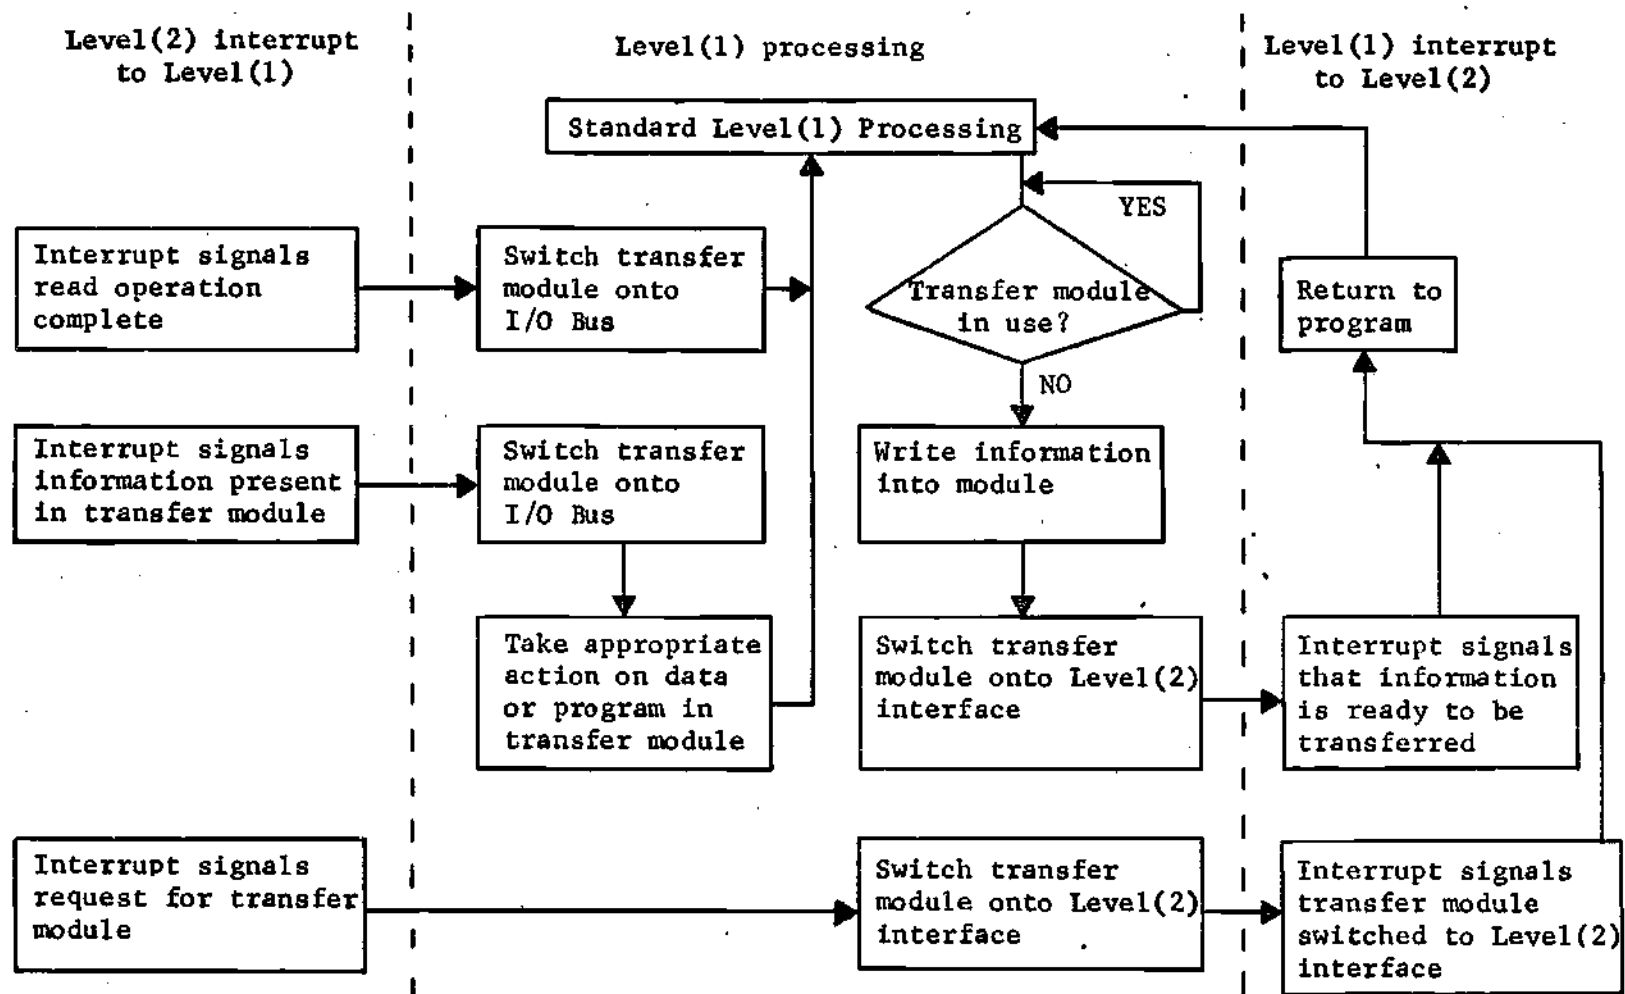 Level(2) interrupt
to Level(1)
Level(1) processing
Level(1) interrupt
to Level(2)
Standard Level(1) Processing
YES
Interrupt signals
read operation
complete
Switch transfer
module onto
I/O Bus
Transfer module
in use?
Return to
program
NO
Interrupt signals
information present
in transfer module
Switch transfer
module onto
I/O Bus
Write information
into module
Take appropriate
action on data
or program in
transfer module
Switch transfer
module onto Level(2)
interface
Interrupt signals
that information
is ready to be
transferred
Interrupt signals
request for transfer
module
Switch transfer
module onto Level(2)
interface
Interrupt signals
transfer module
switched to Level(2)
interface